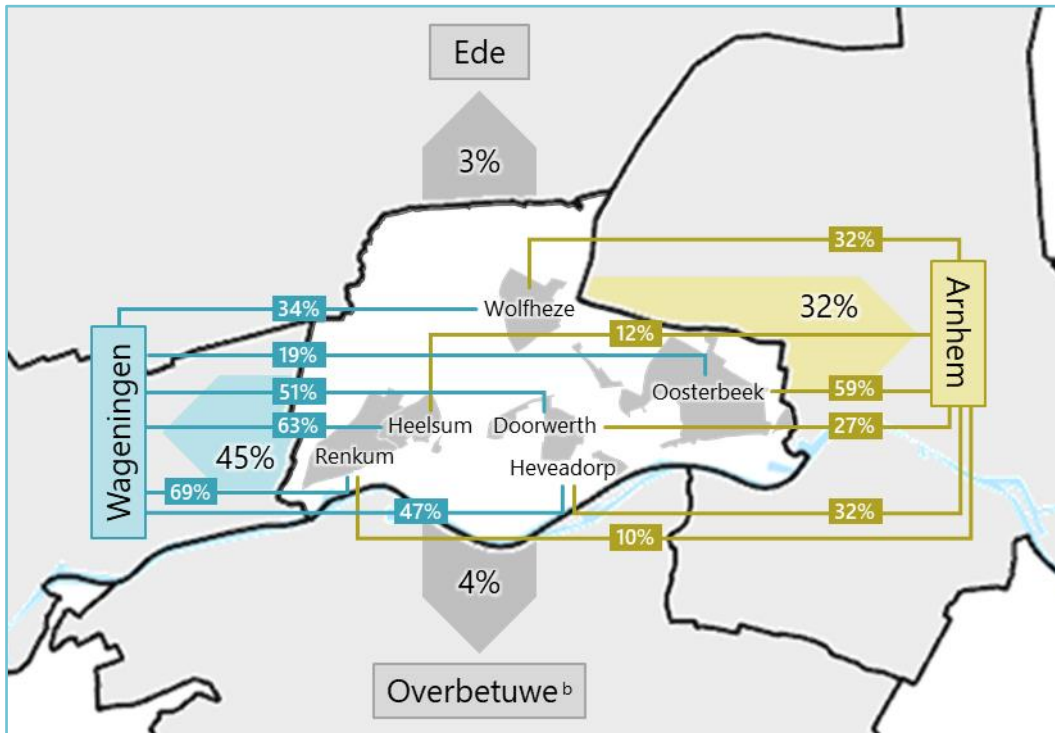 Ede
3%
32%
Arnhem
Wolfheze
34%
32%
12%
Wageningen
19%
51%
Oosterbeek
59%
63%
Heelsum
Doorwerth
27%
45%
Renkum
Heveadorp
69%
47%
32%
10%
4%
Overbetuwe b